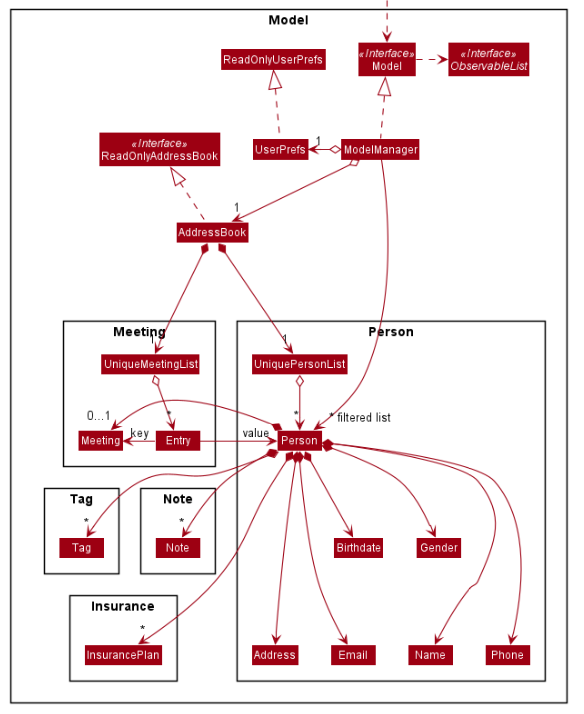 Model
ReadOnlyUserPrefs
«Interface»
Model
«Interface»
ObservableList
UserPrefs
1
ModelManager
«Interface»
ReadOnlyAddressBook
1
AddressBook
Meeting
Person
1
1
UniqueMeetingList
UniquePersonList
0...1
*
*
* filtered list
Meeting
key
Entry
value
Person
Tag
Note
*
*
Tag
Note
Birthdate
Gender
Insurance
*
InsurancePlan
Address
Email
Name
Phone